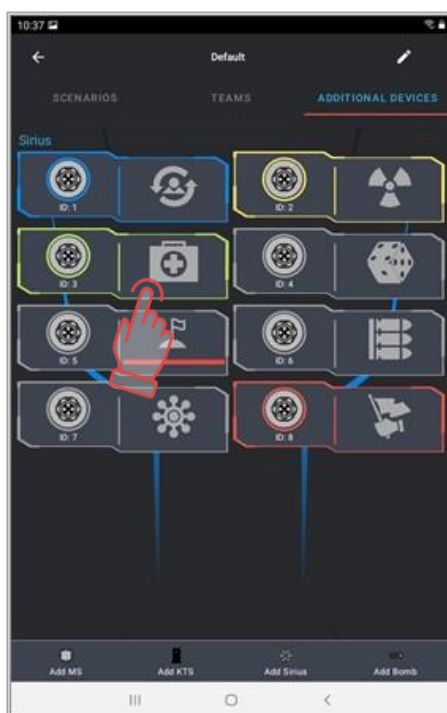 10:37
Default
SCENARIOS TEAMS ADDITIONAL DEVICES
Sirius
ID: 1 ID: 2
ID: 3 ID: 4
ID: 5 ID: 6
ID: 7 ID: 8
Add MS Add KTS Add Sirius Add Bomb